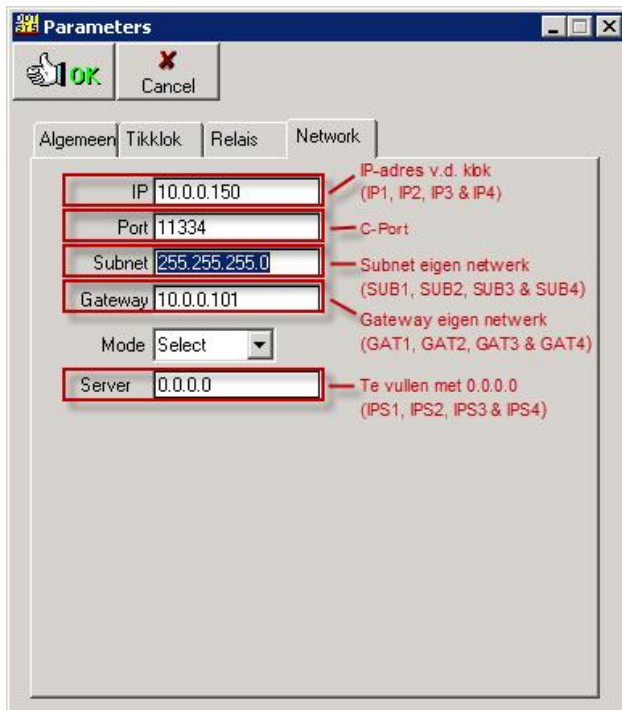 Parameters
OK
Cancel
Algemeen Tikklok Relais Network
IP 10.0.0.150
IP-adres v.d. klok
(IP1, IP2, IP3 & IP4)
Port 11334
C-Port
Subnet 255.255.255.0
Subnet eigen netwerk
(SUB1, SUB2, SUB3 & SUB4)
Gateway 10.0.0.101
Gateway eigen netwerk
(GAT1, GAT2, GAT3 & GAT4)
Mode Select
Server 0.0.0.0
Te vullen met 0.0.0.0
(IPS1, IPS2, IPS3 & IPS4)